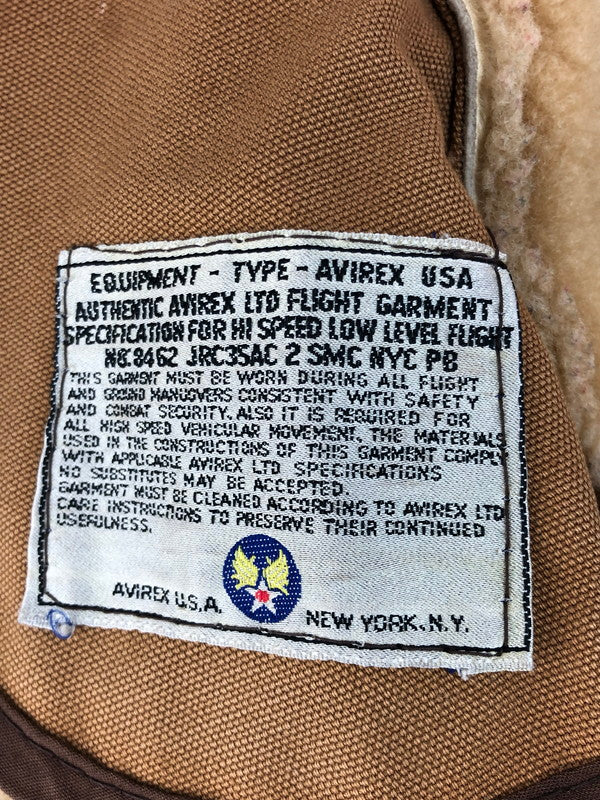 EQUIPMENT - TYPE - AVIREX USA
AUTHENTIC AVIREX LTD FLIGHT GARMENT
SPECIFICATION FOR HI SPEED LOW LEVEL FLIGHT
NO.8462 JRC3SAC 2 SMC NYC PB
THIS GARMENT MUST BE WORN DURING ALL FLIGHT
AND GROUND MANUOVERS CONSISTENT WITH SAFETY
AND COMBAT SECURITY. ALSO IT IS REQUIRED FOR
ALL HIGH SPEED VEHICULAR MOVEMENT. THE MATERIALS
USED IN THE CONSTRUCTIONS OF THIS GARMENT COMPLY
WITH APPLICABLE AVIREX LTD SPECIFICATIONS
NO SUBSTITUTES MAY BE ACCEPTED.
GARMENT MUST BE CLEANED ACCORDING TO AVIREX LTD
CARE INSTRUCTIONS TO PRESERVE THEIR CONTINUED
USEFULNESS.
AVIREX U.S.A. NEW YORK. N.Y.